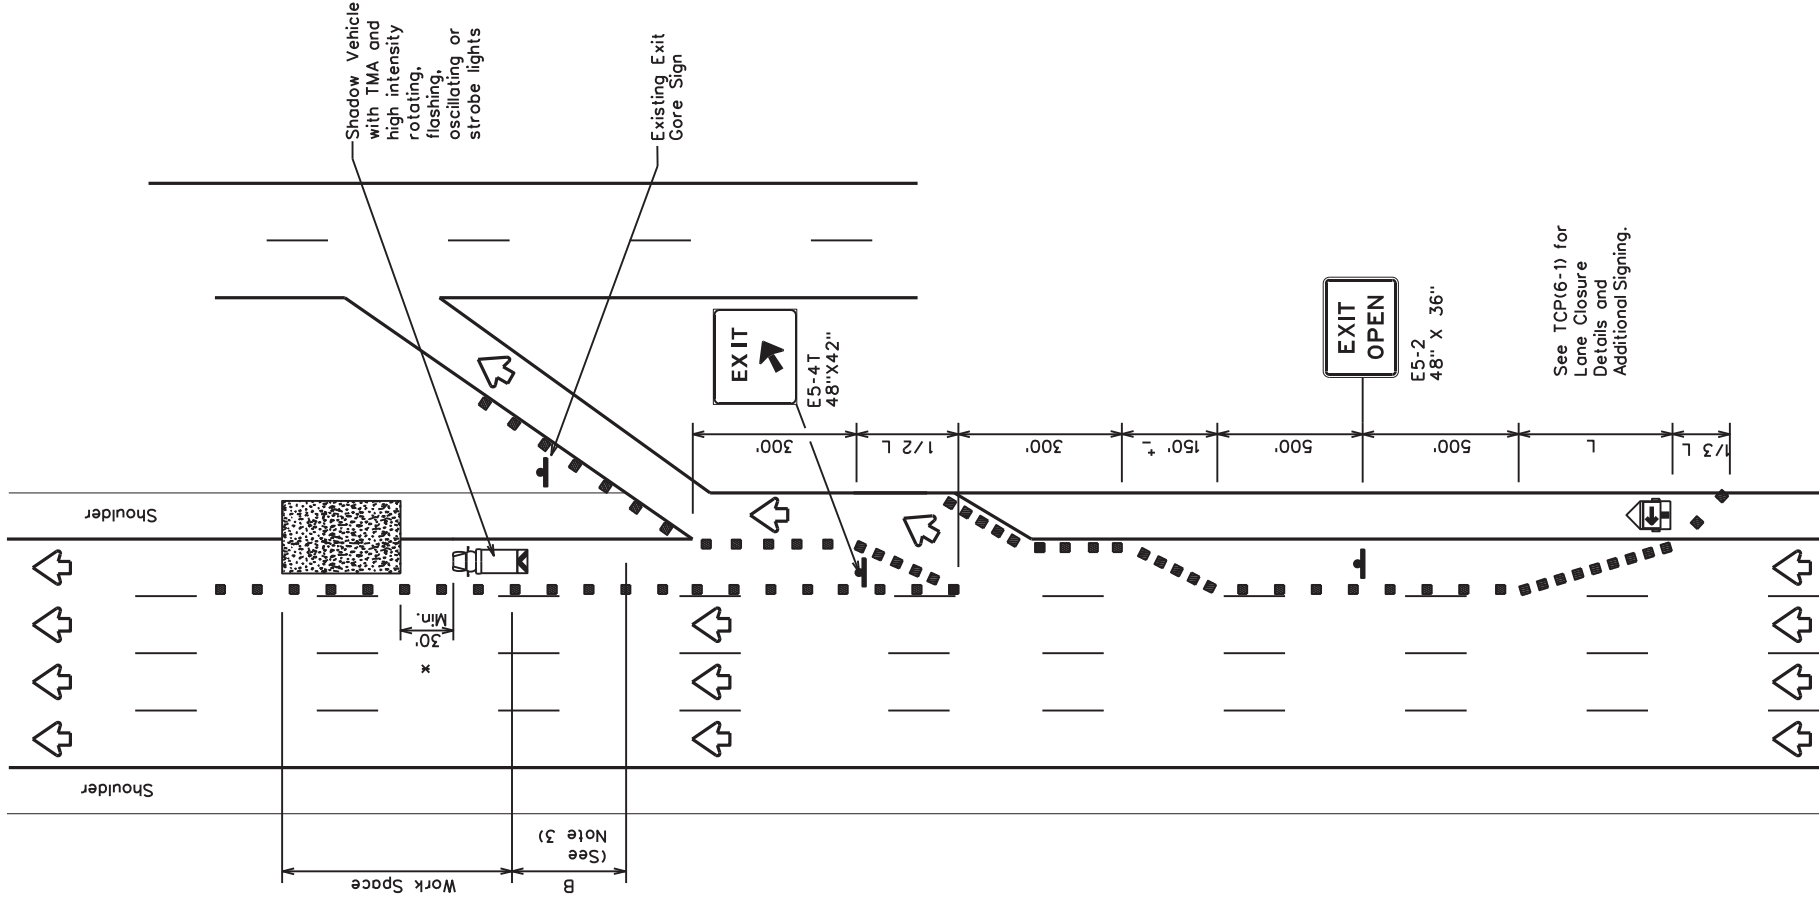 Shadow Vehicle
with TMA and
high intensity
rotating,
flashing,
oscillating or
strobe lights
Existing Exit
Gore Sign
EXIT
E5-4T
48"X42"
EXIT
OPEN
E5-2
48" X 36"
See TCP(6-1) for
Lane Closure
Details and
Additional Signing.
300'
1/2 L
300'
150' ±
500'
500'
L
1/3 L
Shoulder
30'
Min.
*
Shoulder
Work Space
B
(See
Note 3)